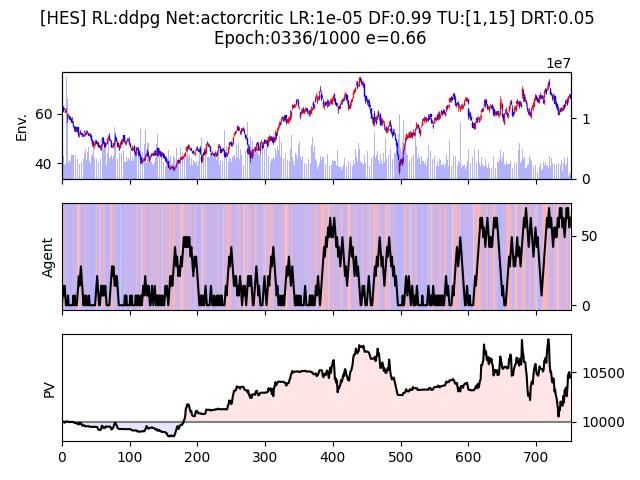 [HES] RL:ddpg Net:actorcritic LR:1e-05 DF:0.99 TU:[1,15] DRT:0.05
Epoch:0336/1000 e=0.66
1e7
Env.
60
40
1
0
Agent
50
0
PV
10500
10000
0 100 200 300 400 500 600 700